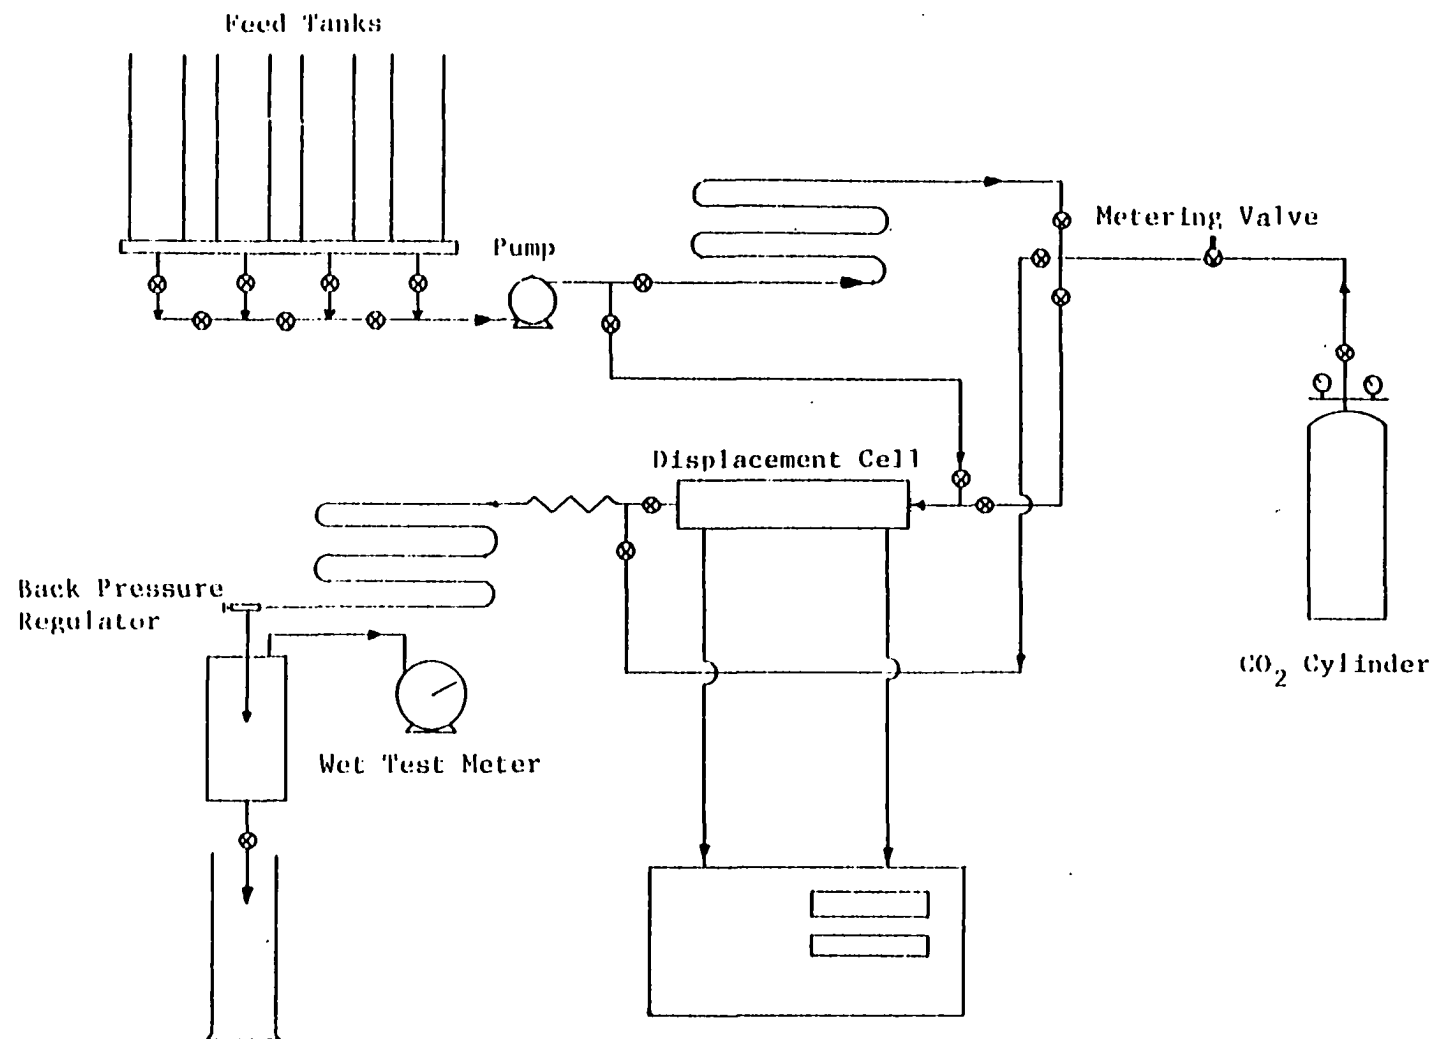 Feed Tanks
Pump
Metering Valve
Displacement Cell
Back Pressure
Regulator
CO₂ Cylinder
Wet Test Meter